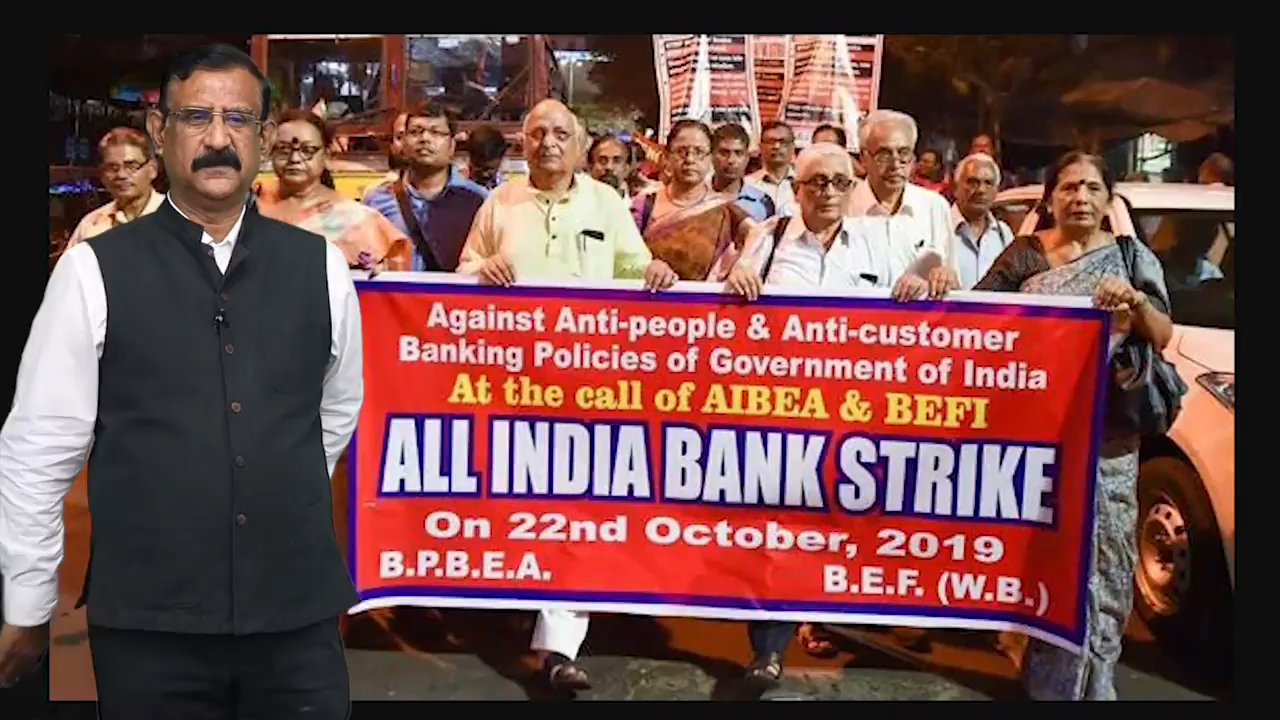 Against Anti-people & Anti-customer
Banking Policies of Government of India
At the call of AIBEA & BEFI
ALL INDIA BANK STRIKE
On 22nd October, 2019
B.P.B.E.A. B.E.F. (W.B.)